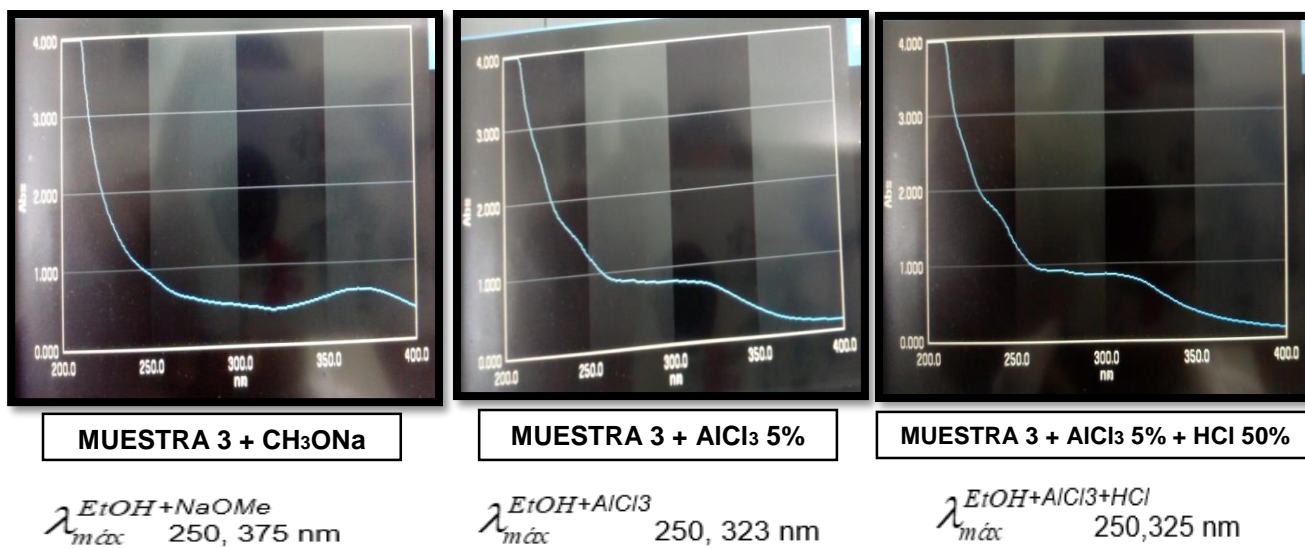 4.000
3.000
2.000
1.000
0.000
Abs
200.0 250.0 300.0 350.0 400.0
nm
4.000
3.000
2.000
1.000
0.000
Abs
200.0 250.0 300.0 350.0 400.0
nm
4.000
3.000
2.000
1.000
0.000
Abs
200.0 250.0 300.0 350.0 400.0
nm
MUESTRA 3 + CH₃ONa
MUESTRA 3 + AlCl₃ 5%
MUESTRA 3 + AlCl₃ 5% + HCl 50%
λ máx EtOH+NaOMe 250, 375 nm
λ máx EtOH+AlCl3 250, 323 nm
λ máx EtOH+AlCl3+HCl 250,325 nm